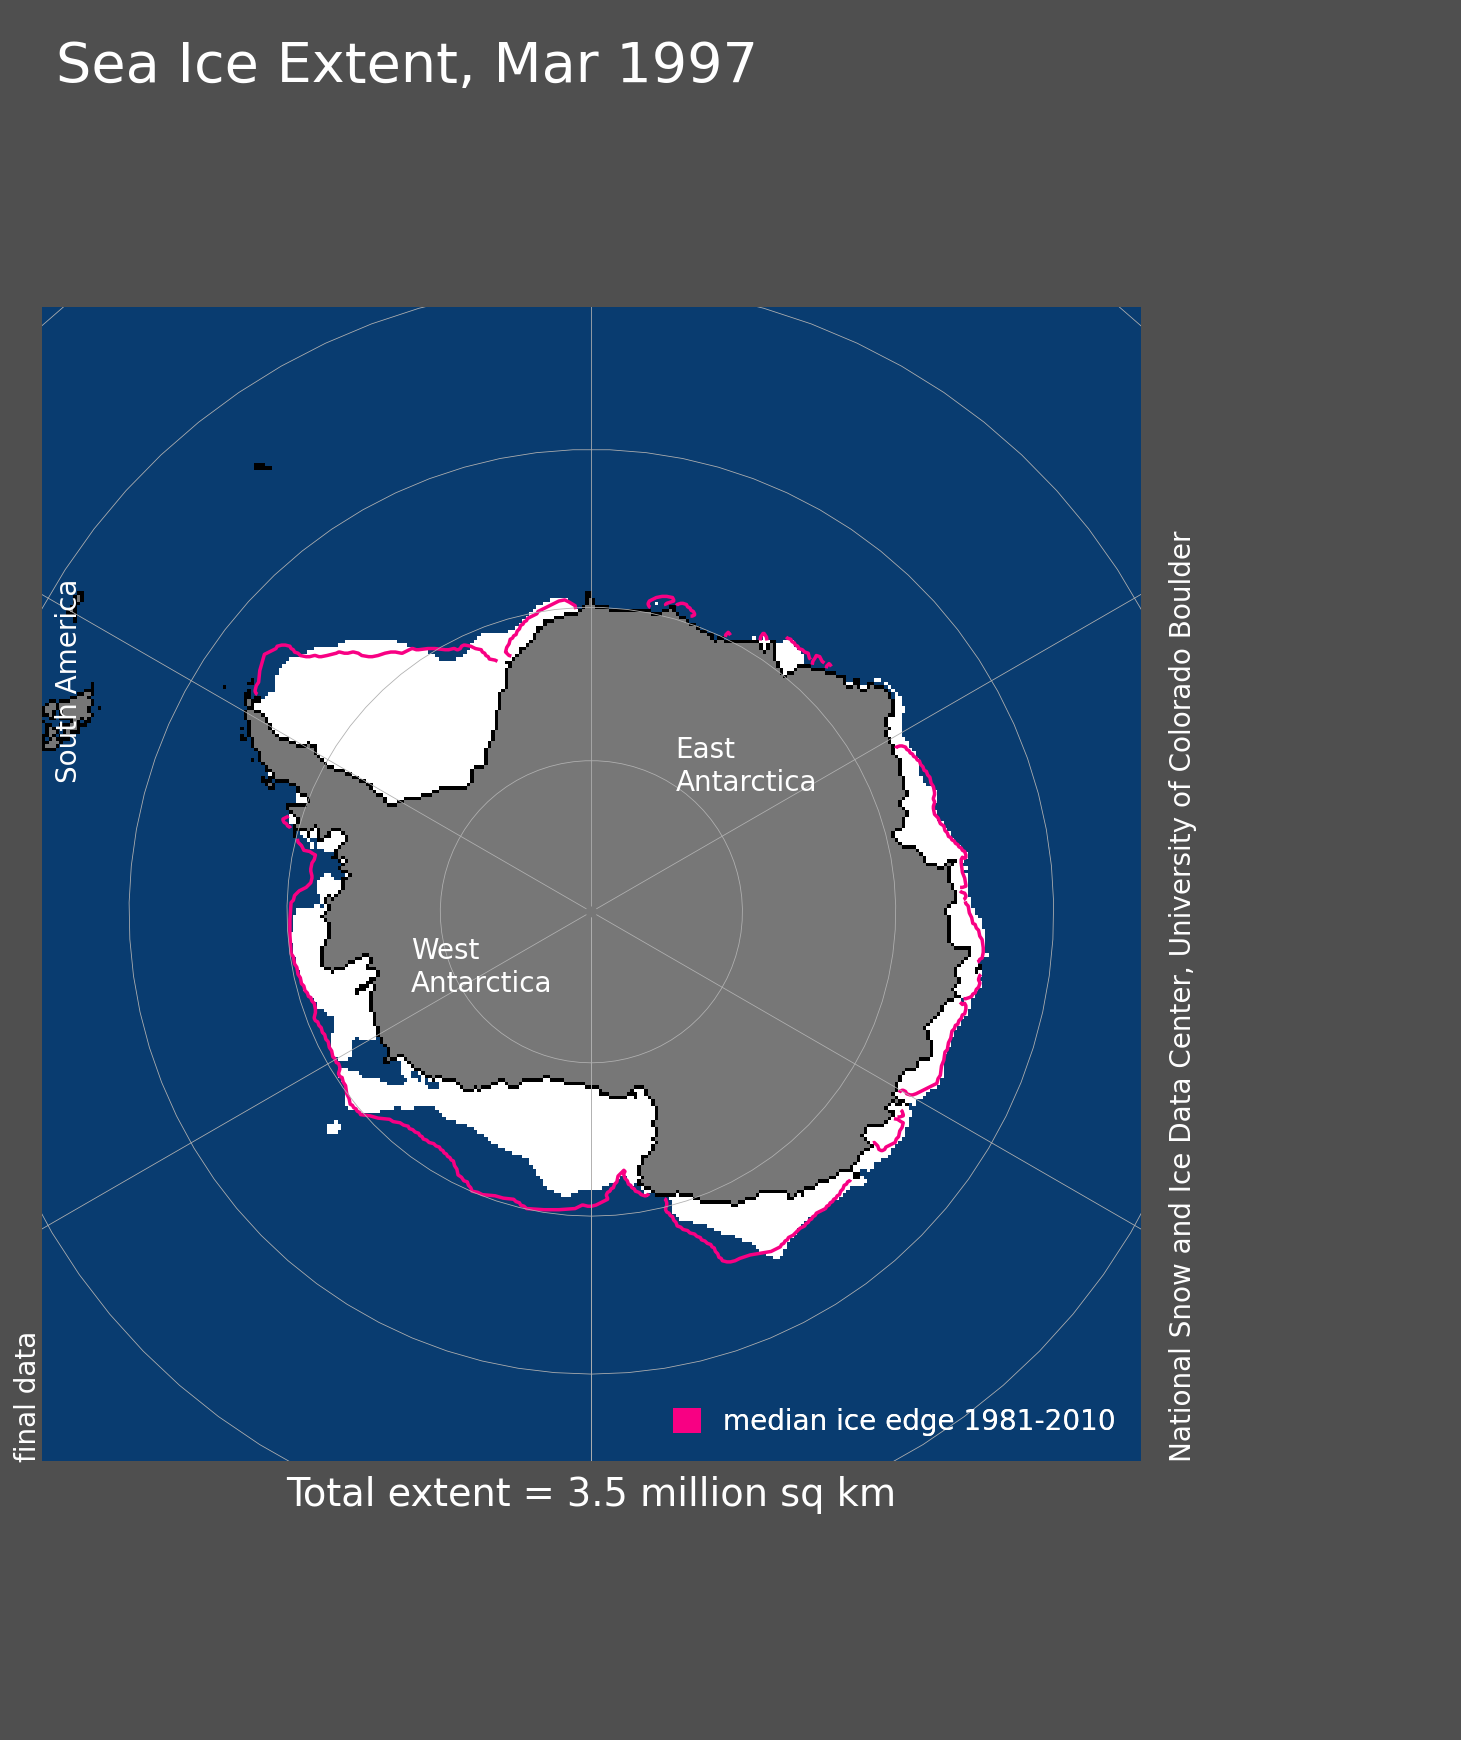 Sea Ice Extent, Mar 1997
South America
East
Antarctica
West
Antarctica
final data
National Snow and Ice Data Center, University of Colorado Boulder
median ice edge 1981-2010
Total extent = 3.5 million sq km